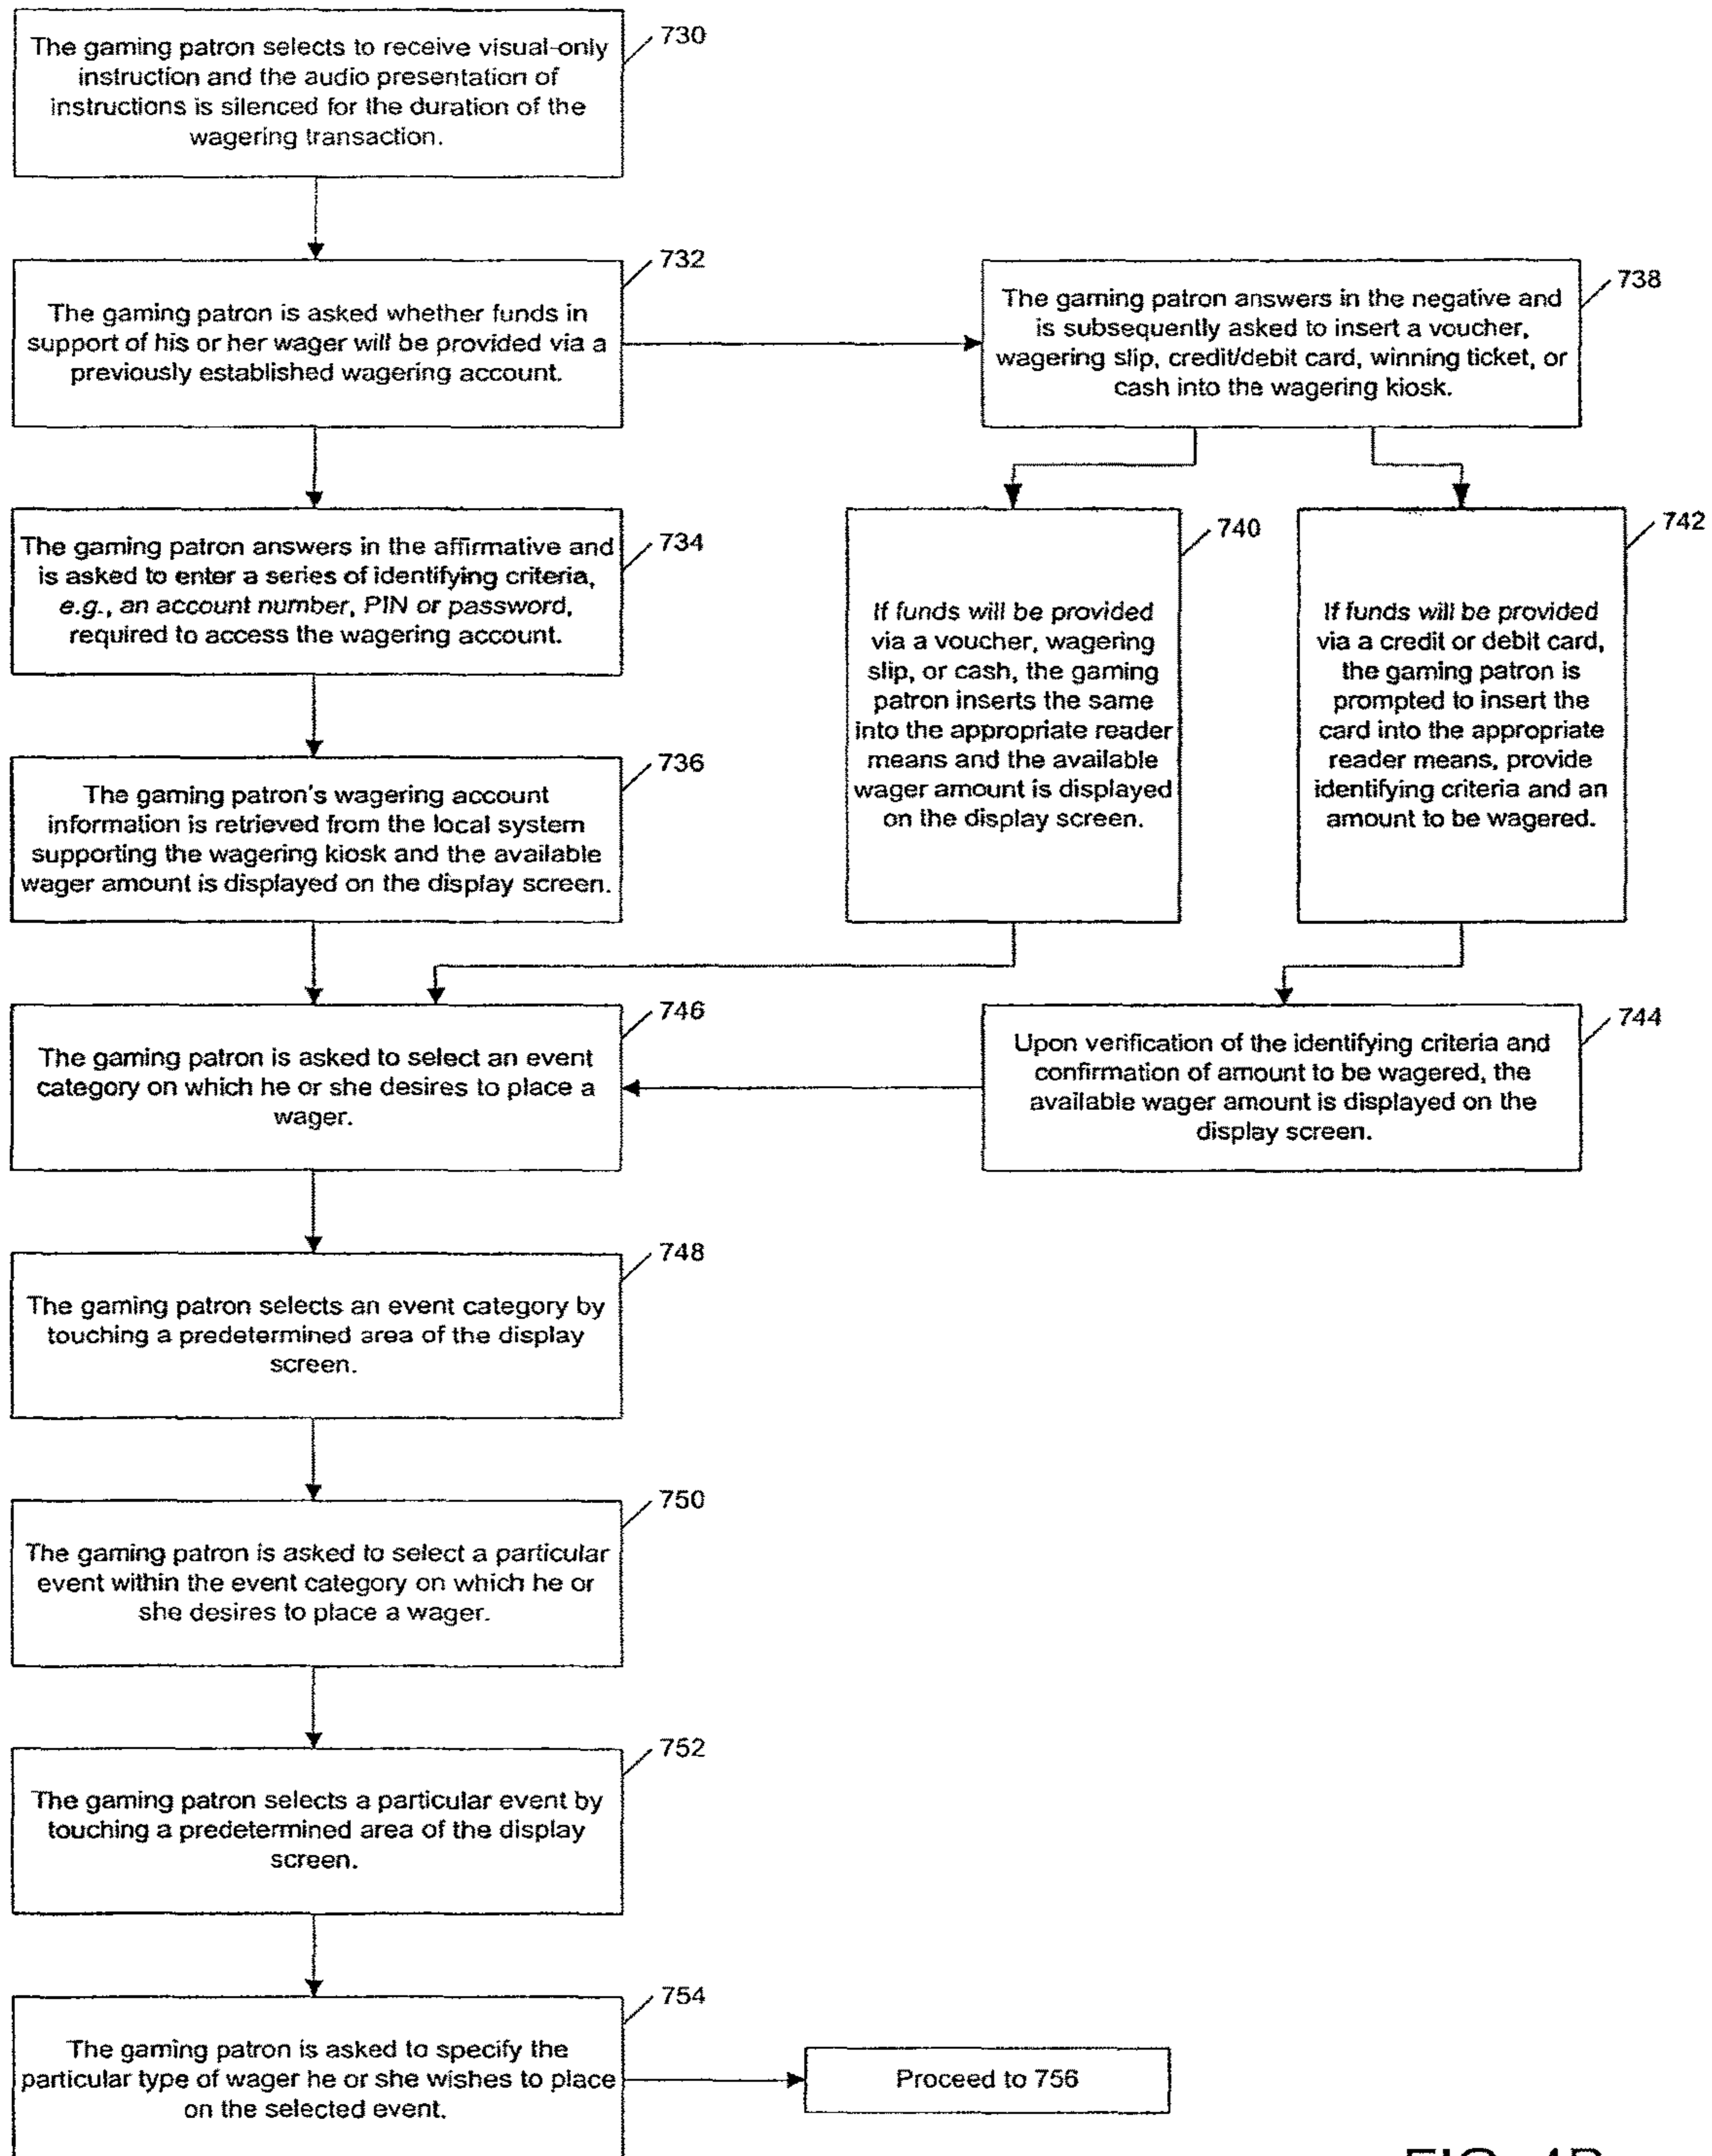 The gaming patron selects to receive visual-only
instruction and the audio presentation of
instructions is silenced for the duration of the
wagering transaction.
730
The gaming patron is asked whether funds in
support of his or her wager will be provided via a
previously established wagering account.
732
The gaming patron answers in the negative and
is subsequently asked to insert a voucher,
wagering slip, credit/debit card, winning ticket, or
cash into the wagering kiosk.
738
The gaming patron answers in the affirmative and
is asked to enter a series of identifying criteria,
e.g., an account number, PIN or password,
required to access the wagering account.
734
If funds will be provided
via a voucher, wagering
slip, or cash, the gaming
patron inserts the same
into the appropriate reader
means and the available
wager amount is displayed
on the display screen.
740
If funds will be provided
via a credit or debit card,
the gaming patron is
prompted to insert the
card into the appropriate
reader means, provide
identifying criteria and an
amount to be wagered.
742
The gaming patron's wagering account
information is retrieved from the local system
supporting the wagering kiosk and the available
wager amount is displayed on the display screen.
736
The gaming patron is asked to select an event
category on which he or she desires to place a
wager.
746
Upon verification of the identifying criteria and
confirmation of amount to be wagered, the
available wager amount is displayed on the
display screen.
744
The gaming patron selects an event category by
touching a predetermined area of the display
screen.
748
The gaming patron is asked to select a particular
event within the event category on which he or
she desires to place a wager.
750
The gaming patron selects a particular event by
touching a predetermined area of the display
screen.
752
The gaming patron is asked to specify the
particular type of wager he or she wishes to place
on the selected event.
754
Proceed to 756